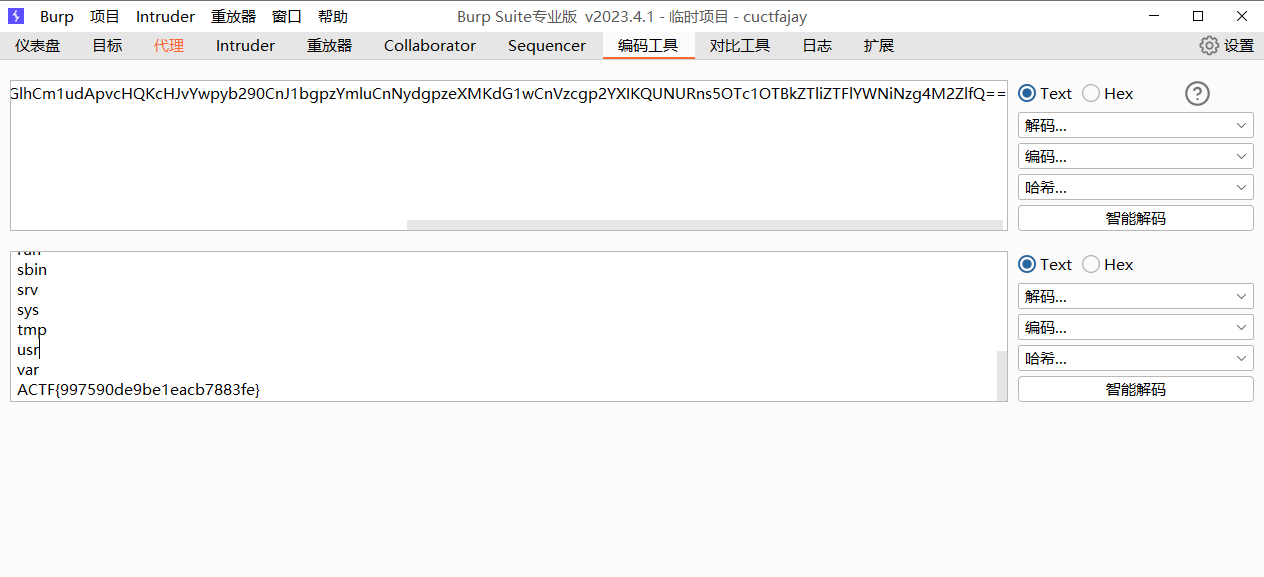 Burp 项目 Intruder 重放器 窗口 帮助 Burp Suite专业版 v2023.4.1 - 临时项目 - cuctfajay
仪表盘 目标 代理 Intruder 重放器 Collaborator Sequencer 编码工具 对比工具 日志 扩展 设置
GlhCm1udApvcHQKcHJvYwpyb290CnJ1bgpzYmluCnNydgpzeXMKdG1wCnVzcgp2YXIKQUNURns5OTc1OTBkZTliZTFlYWNiNzg4M2ZlfQ==
Text Hex ?
解码...
编码...
哈希...
智能解码
run
sbin
srv
sys
tmp
usr
var
ACTF{997590de9be1eacb7883fe}
Text Hex
解码...
编码...
哈希...
智能解码